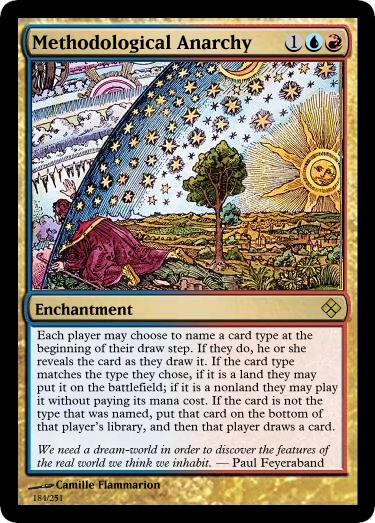 Methodological Anarchy 1
Enchantment
Each player may choose to name a card type at the
beginning of their draw step. If they do, he or she
reveals the card as they draw it. If the card type
matches the type they chose, if it is a land they may
put it on the battlefield; if it is a nonland they may play
it without paying its mana cost. If the card is not the
type that was named, put that card on the bottom of
that player's library, and then that player draws a card.
We need a dream-world in order to discover the features of
the real world we think we inhabit. — Paul Feyeraband
Camille Flammarion
184/251